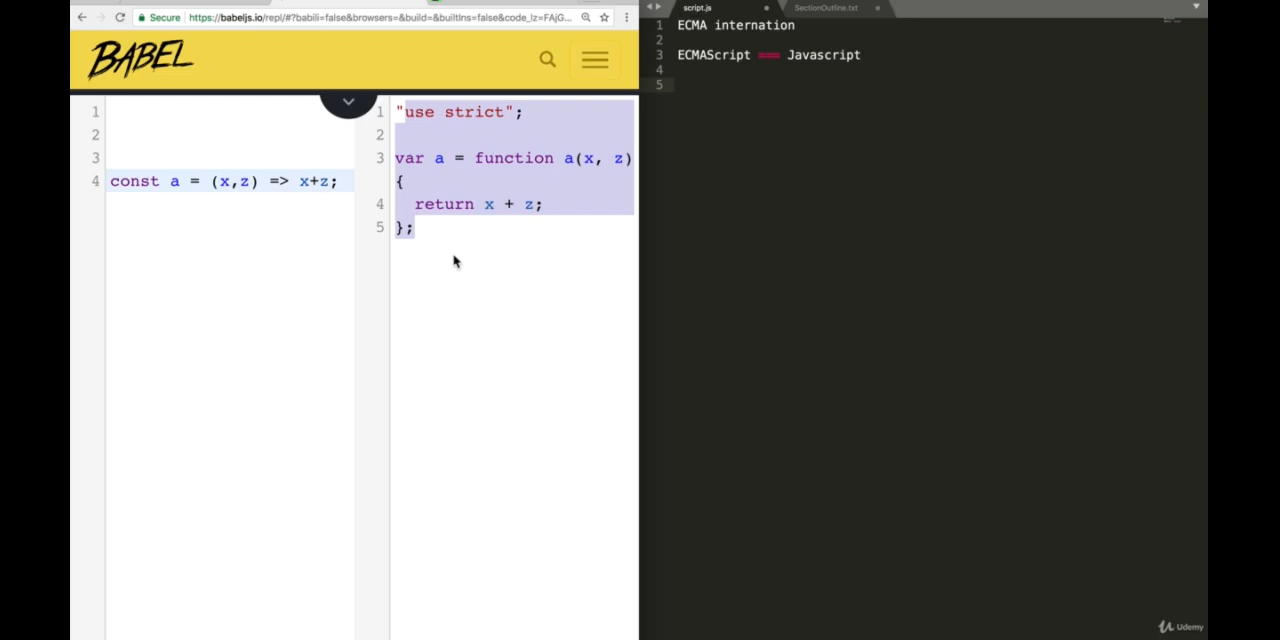 Secure https://babeljs.io/repl/#?babili=false&browsers=&build=&builtIns=false&code_lz=FAjG...
BABEL
1
2
3
4 const a = (x,z) => x+z;
1 "use strict";
2
3 var a = function a(x, z)
{
4 return x + z;
5 };
script.js SectionOutline.txt
1 ECMA internation
2
3 ECMAScript === Javascript
4
5
Udemy